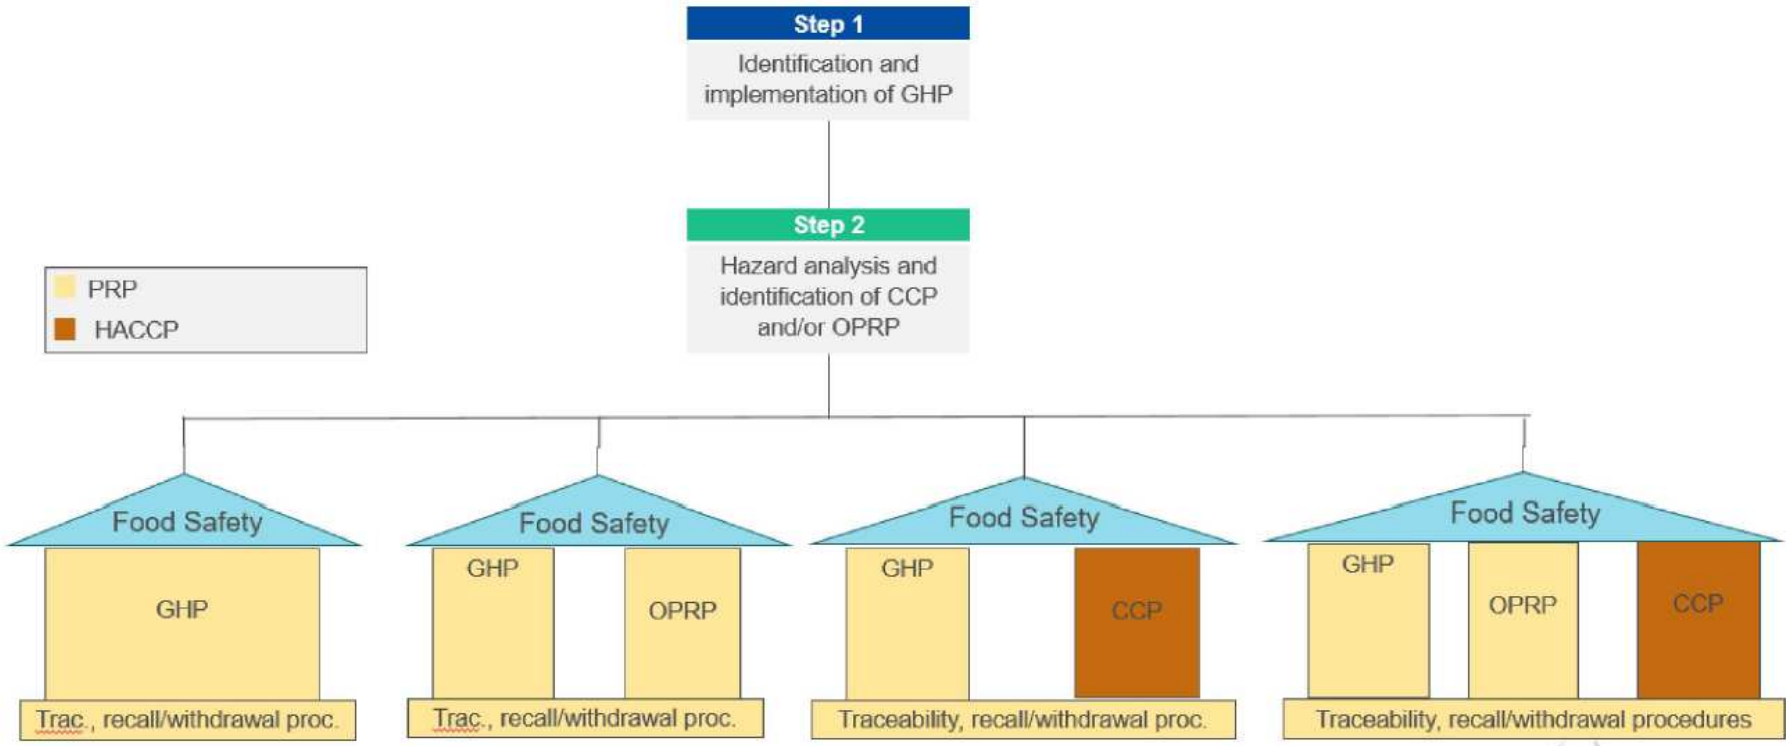 Step 1
Identification and
implementation of GHP
Step 2
Hazard analysis and
identification of CCP
and/or OPRP
PRP
HACCP
Food Safety
GHP
Trac., recall/withdrawal proc.
Food Safety
GHP
OPRP
Trac., recall/withdrawal proc.
Food Safety
GHP
CCP
Traceability, recall/withdrawal proc.
Food Safety
GHP
OPRP
CCP
Traceability, recall/withdrawal procedures